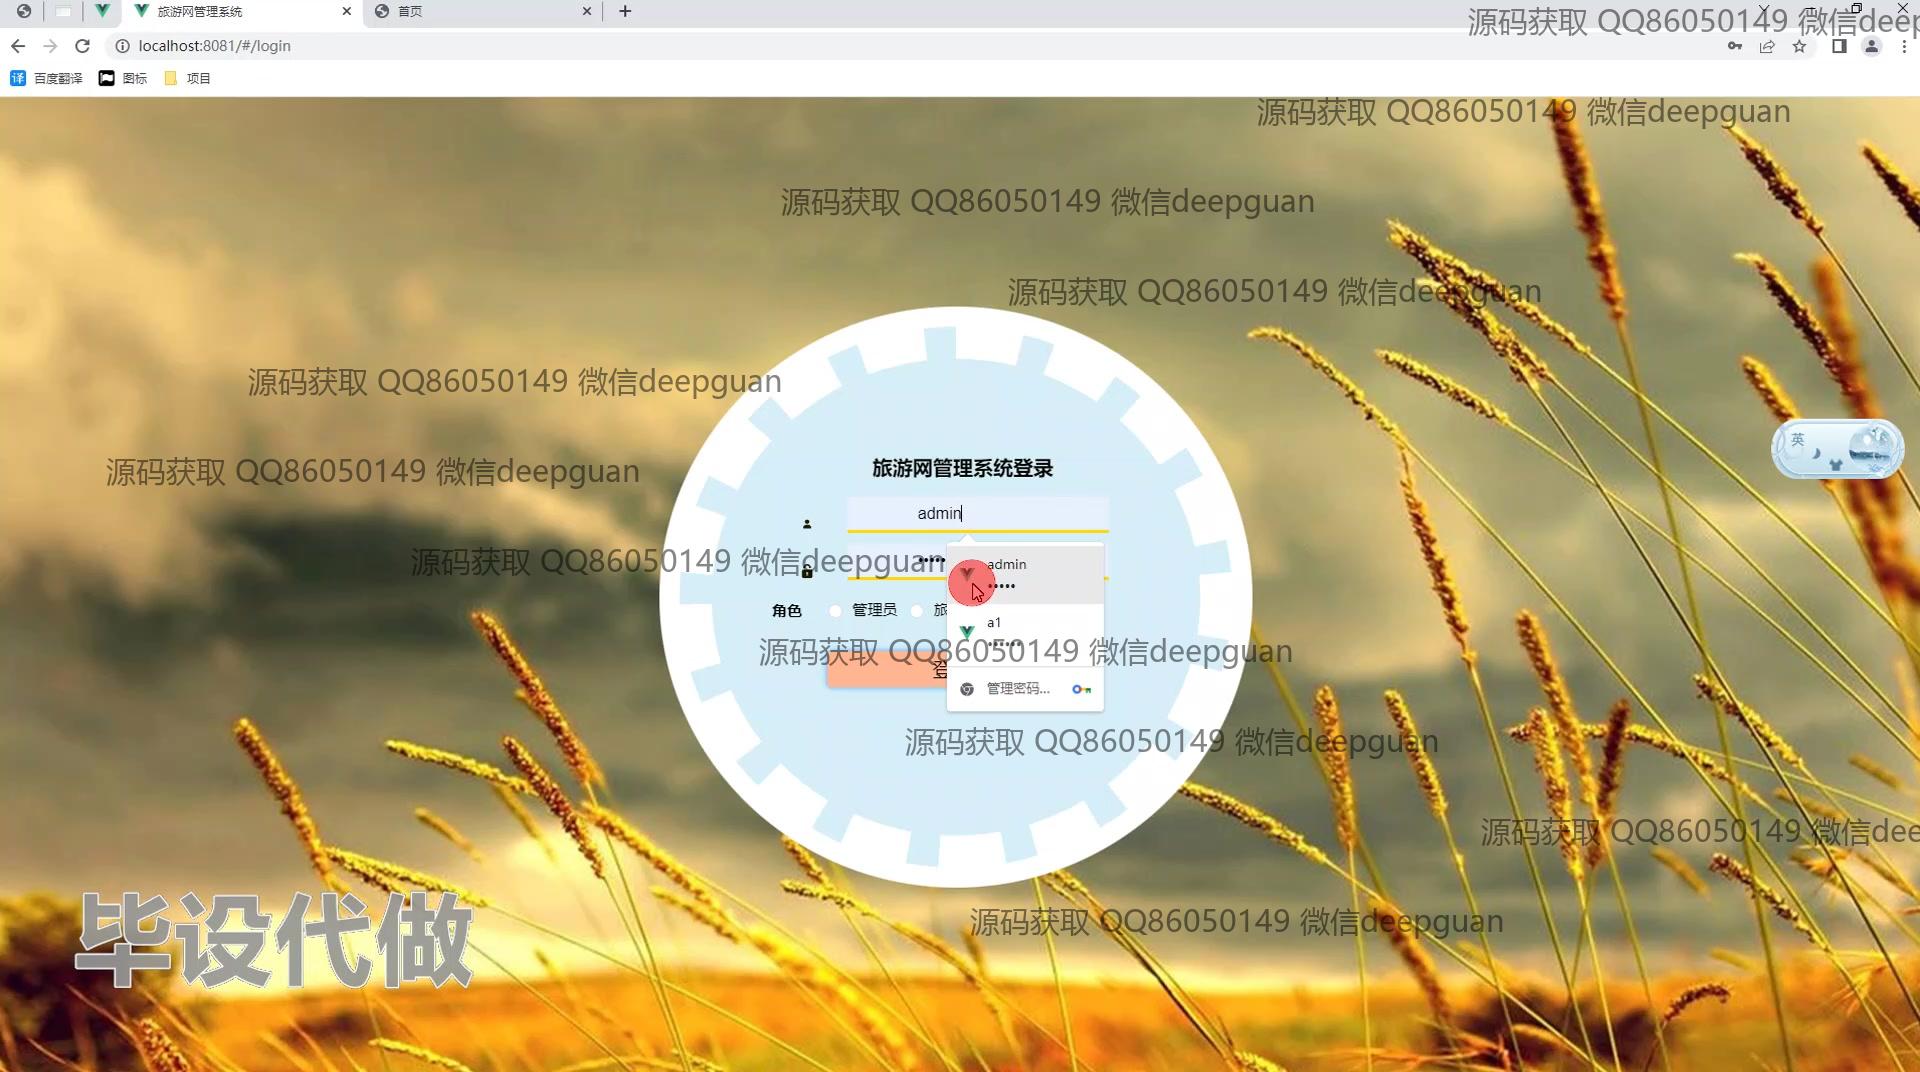 旅游网管理系统
首页
源码获取 QQ86050149 微信deep
localhost:8081/#/login
百度翻译
图标
项目
源码获取 QQ86050149 微信deepguan
源码获取 QQ86050149 微信deepguan
源码获取 QQ86050149 微信deepguan
源码获取 QQ86050149 微信deepguan
英
旅游网管理系统登录
源码获取 QQ86050149 微信deepguan
admin
源码获取 QQ86050149 微信deepguan
admin
角色
管理员
旅
a1
源码获取 QQ86050149 微信deepguan
登
管理密码...
源码获取 QQ86050149 微信deepguan
源码获取 QQ86050149 微信dee
源码获取 QQ86050149 微信deepguan
毕设代做